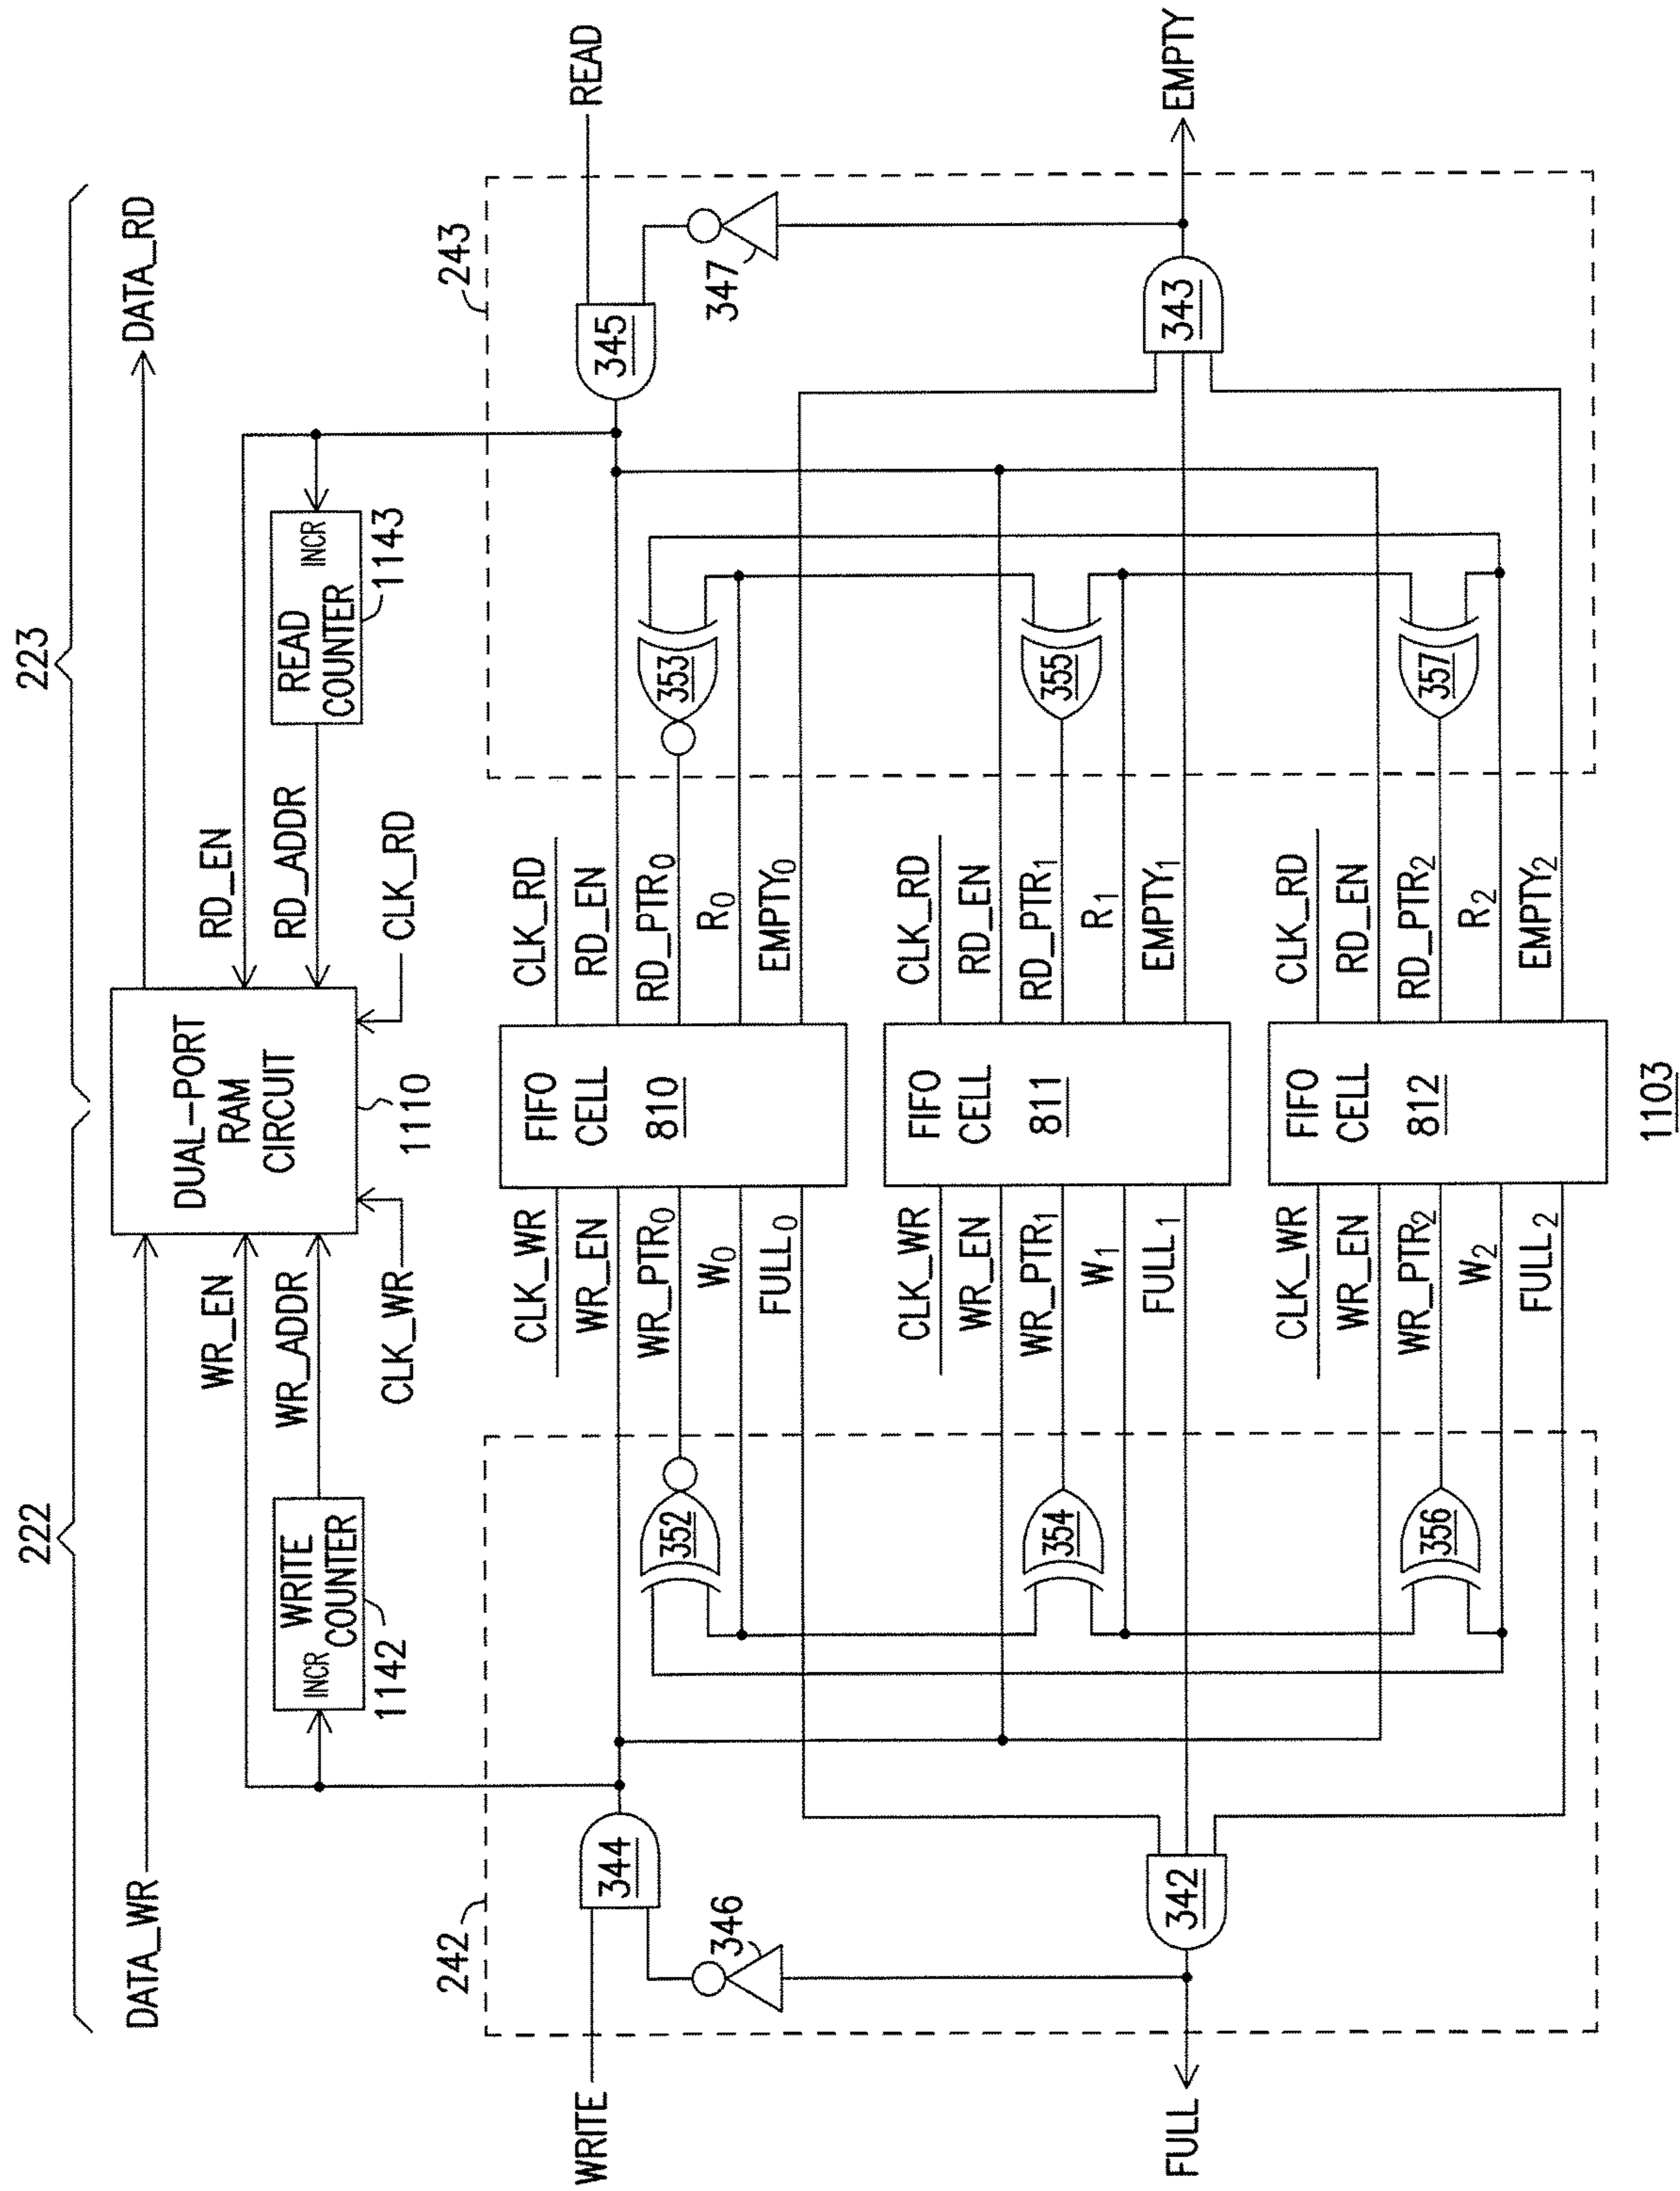 222
223
DATA_WR
DATA_RD
WR_EN
WR_ADDR
INCR
WRITE
COUNTER
1142
CLK_WR
DUAL-PORT
RAM
CIRCUIT
1110
RD_EN
RD_ADDR
READ
INCR
COUNTER
1143
CLK_RD
242
243
WRITE
344
346
342
FULL
352
354
356
CLK_WR
WR_EN
WR_PTR0
W0
FULL0
FIFO
CELL
810
CLK_RD
RD_EN
RD_PTR0
R0
EMPTY0
CLK_WR
WR_EN
WR_PTR1
W1
FULL1
FIFO
CELL
811
CLK_RD
RD_EN
RD_PTR1
R1
EMPTY1
CLK_WR
WR_EN
WR_PTR2
W2
FULL2
FIFO
CELL
812
CLK_RD
RD_EN
RD_PTR2
R2
EMPTY2
353
355
357
345
347
343
READ
EMPTY
1103